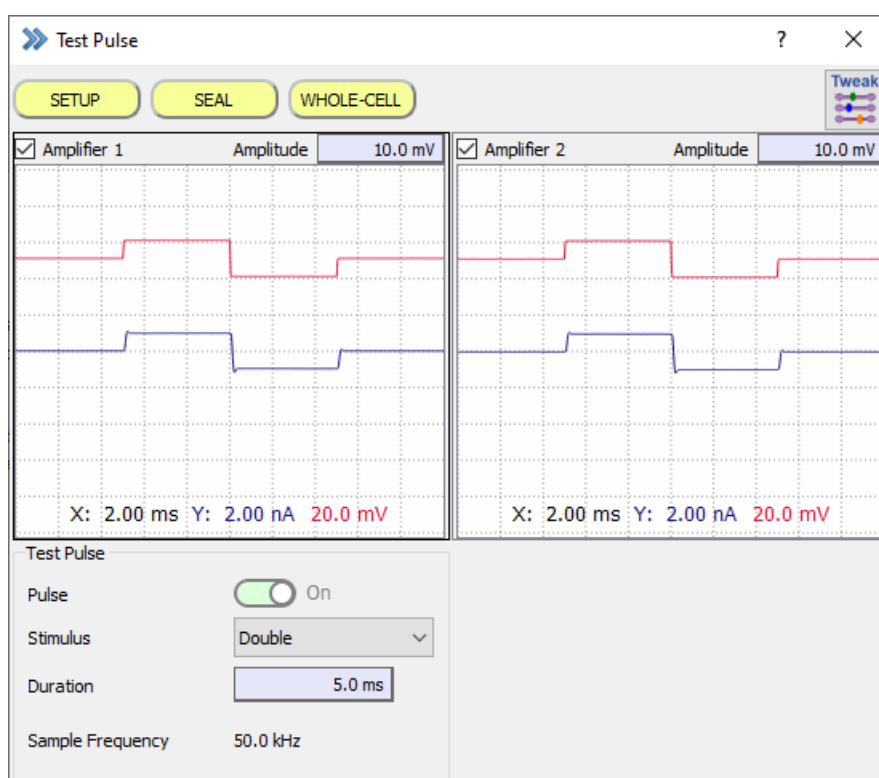 Test Pulse ?
SETUP SEAL WHOLE-CELL Tweak
Amplifier 1 Amplitude 10.0 mV Amplifier 2 Amplitude 10.0 mV
X: 2.00 ms Y: 2.00 nA 20.0 mV X: 2.00 ms Y: 2.00 nA 20.0 mV
Test Pulse
Pulse On
Stimulus Double
Duration 5.0 ms
Sample Frequency 50.0 kHz